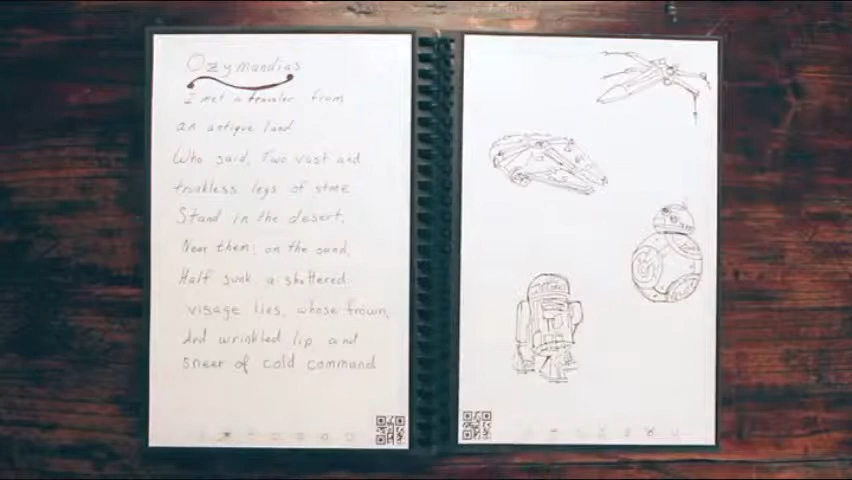 Ozymandias
I met a traveler from
an antique land
Who said, Two vast and
trunkless legs of stone
Stand in the desert.
Near them, on the sand,
Half sunk a shattered
visage lies, whose frown,
And wrinkled lip and
sneer of cold command